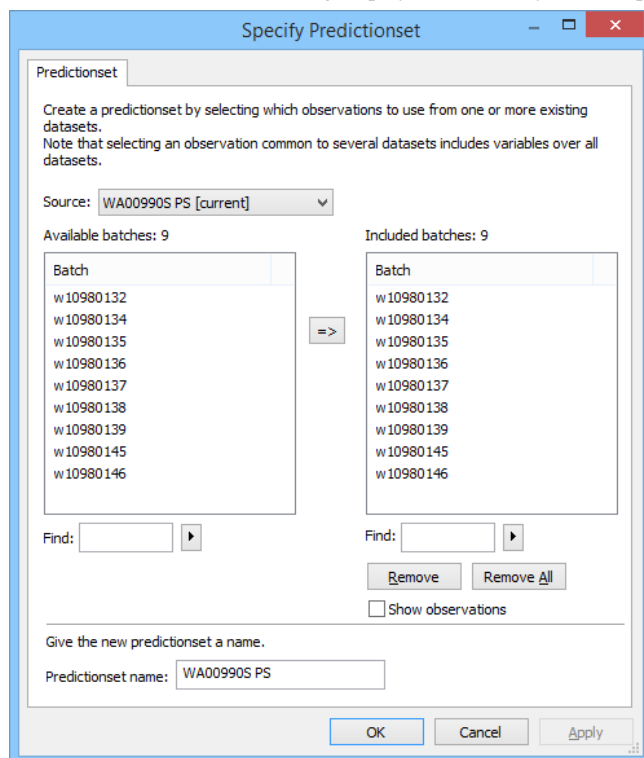 Specify Predictionset
Predictionset
Create a predictionset by selecting which observations to use from one or more existing
datasets.
Note that selecting an observation common to several datasets includes variables over all
datasets.
Source: WA00990S PS [current]
Available batches: 9
Included batches: 9
Batch
w10980132
w10980134
w10980135
w10980136
w10980137
w10980138
w10980139
w10980145
w10980146
=>
Batch
w10980132
w10980134
w10980135
w10980136
w10980137
w10980138
w10980139
w10980145
w10980146
Find:
Find:
Remove
Remove All
Show observations
Give the new predictionset a name.
Predictionset name: WA00990S PS
OK
Cancel
Apply